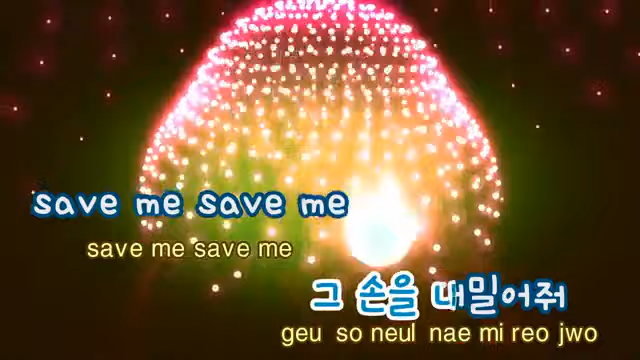 save me save me
save me save me
그 손을 내밀어줘
geu so neul nae mi reo jwo